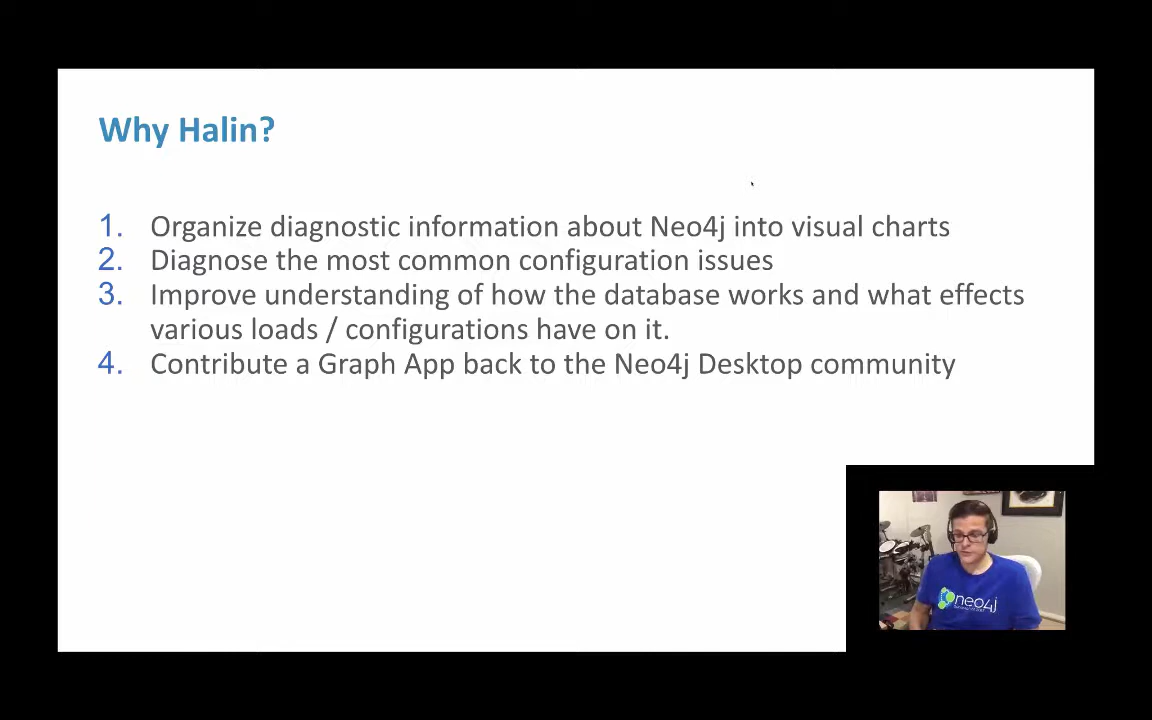 Why Halin?
1. Organize diagnostic information about Neo4j into visual charts
2. Diagnose the most common configuration issues
3. Improve understanding of how the database works and what effects
various loads / configurations have on it.
4. Contribute a Graph App back to the Neo4j Desktop community
neo4j